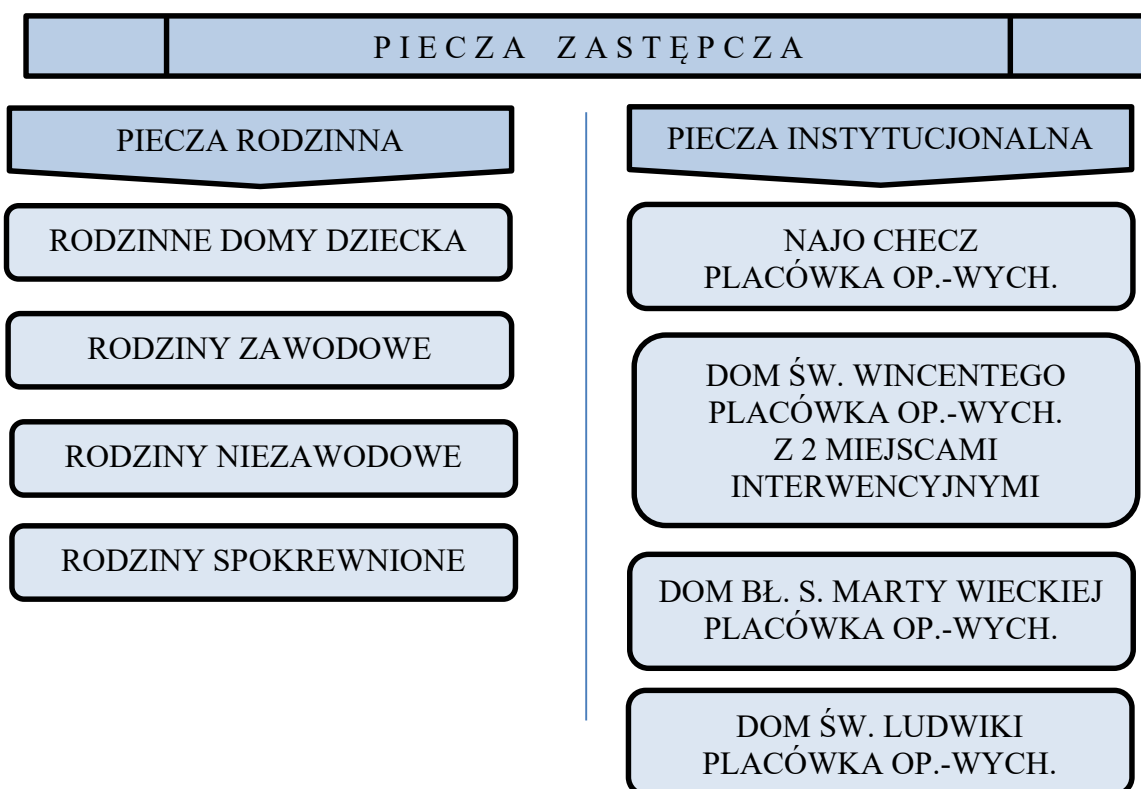 PIECZA ZASTĘPCZA
PIECZA RODZINNA
RODZINNE DOMY DZIECKA
RODZINY ZAWODOWE
RODZINY NIEZAWODOWE
RODZINY SPOKREWNIONE
PIECZA INSTYTUCJONALNA
NAJO CHECZ
PLACÓWKA OP.-WYCH.
DOM ŚW. WINCENTEGO
PLACÓWKA OP.-WYCH.
Z 2 MIEJSCAMI
INTERWENCYJNYMI
DOM BŁ. S. MARTY WIECKIEJ
PLACÓWKA OP.-WYCH.
DOM ŚW. LUDWIKI
PLACÓWKA OP.-WYCH.